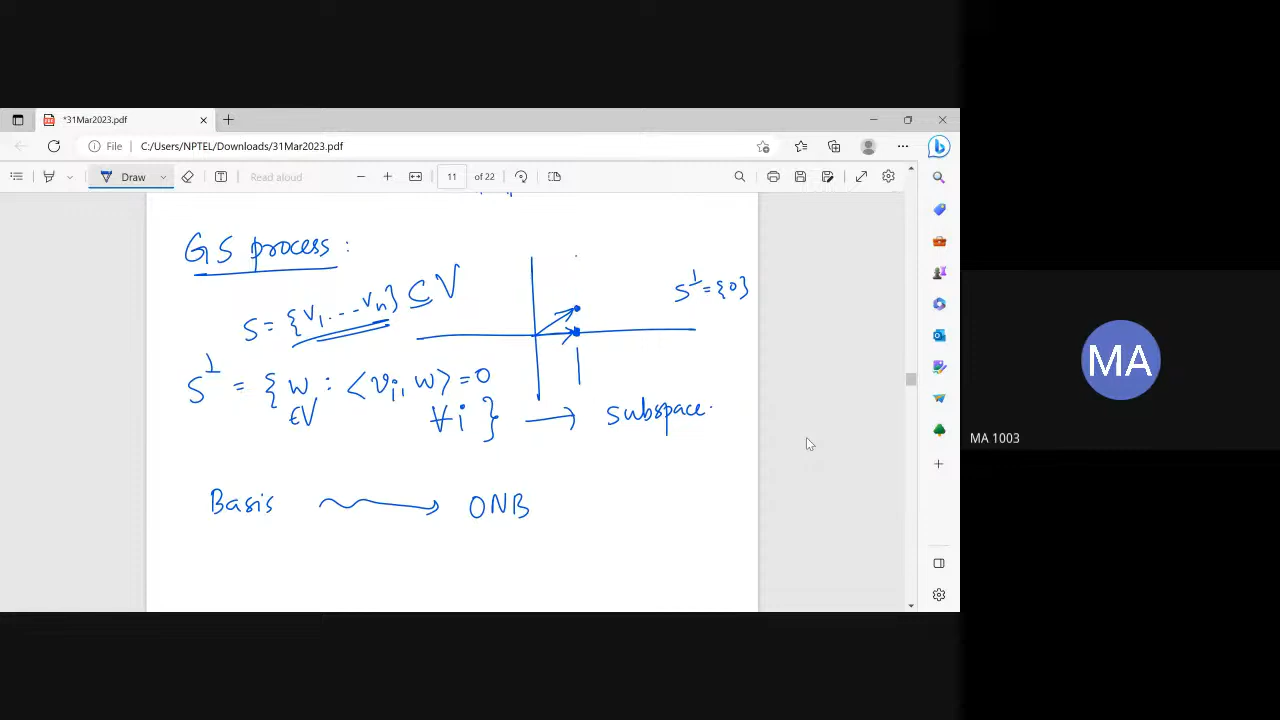 *31Mar2023.pdf
File C:/Users/NPTEL/Downloads/31Mar2023.pdf
Draw Read aloud 11 of 22
GS process:
S = {v₁...vₙ} ⊆ V
S^⊥ = {0}
S^⊥ = { w : <vᵢ, w> = 0
∈V ∀i } → subspace.
Basis → ONB
MA
MA 1003